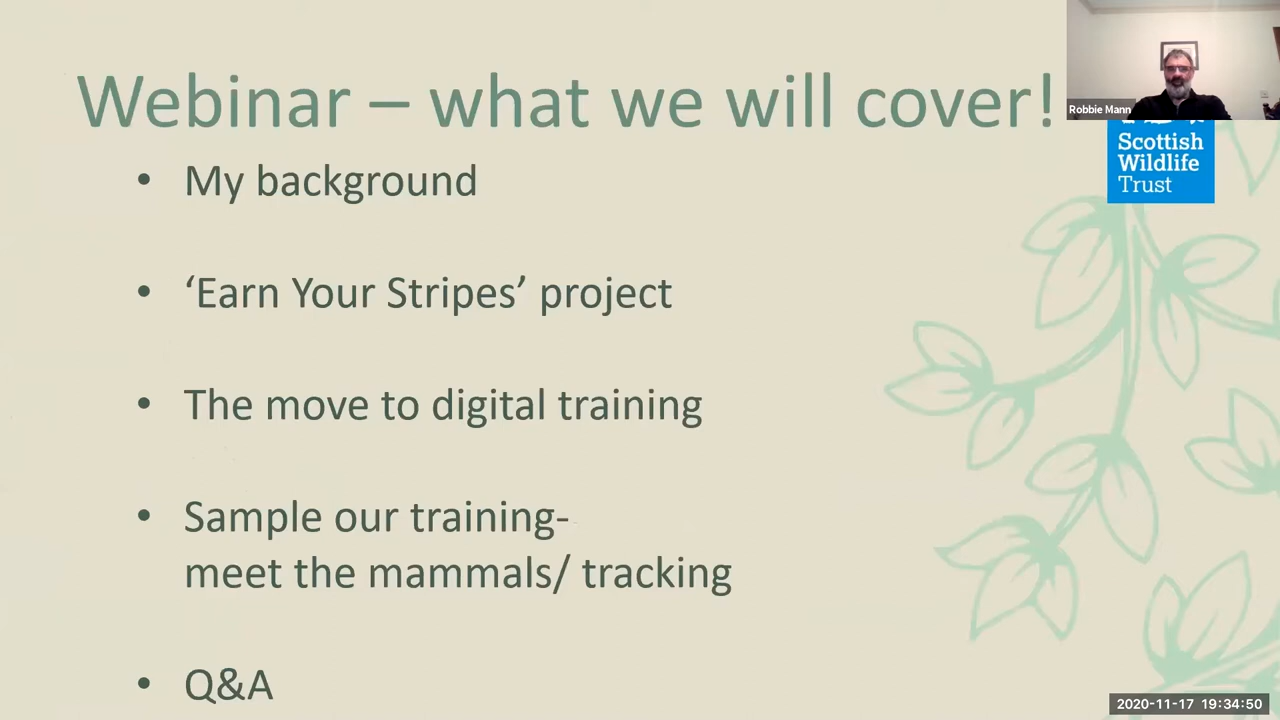 Webinar – what we will cover!
Robbie Mann
Scottish
Wildlife
Trust
• My background
• ‘Earn Your Stripes’ project
• The move to digital training
• Sample our training-
meet the mammals/ tracking
• Q&A
2020-11-17 19:34:50